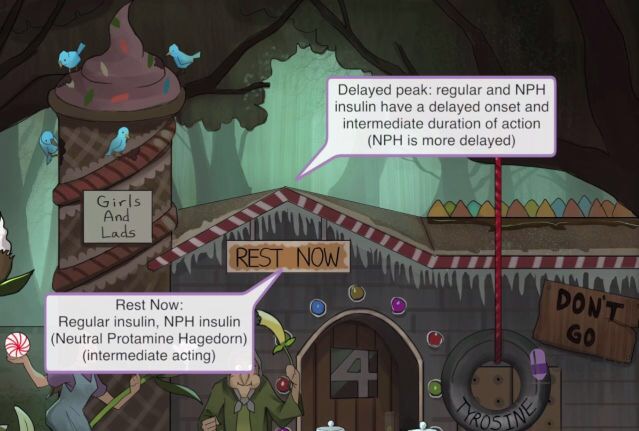 Delayed peak: regular and NPH
insulin have a delayed onset and
intermediate duration of action
(NPH is more delayed)
Girls
And
Lads
REST NOW
Rest Now:
Regular insulin, NPH insulin
(Neutral Protamine Hagedorn)
(intermediate acting)
DON'T
GO
4
TYROSINE